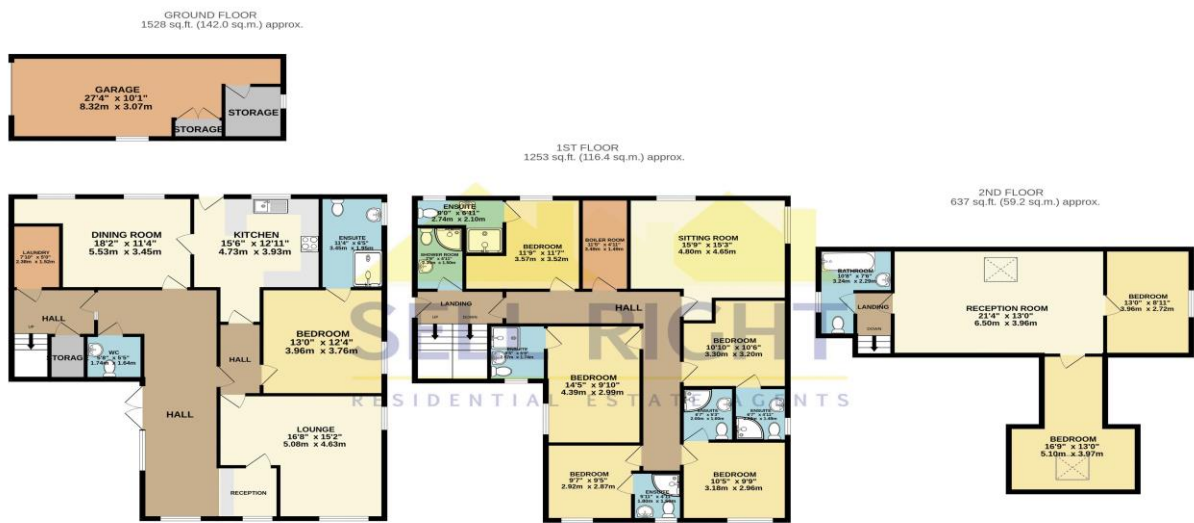 GROUND FLOOR
1528 sq.ft. (142.0 sq.m.) approx.
GARAGE
27'4" x 10'1"
8.32m x 3.07m
STORAGE
STORAGE
DINING ROOM
18'2" x 11'4"
5.53m x 3.45m
KITCHEN
15'6" x 12'11"
4.73m x 3.93m
ENSUITE
11'4" x 6'5"
3.45m x 1.95m
LAUNDRY
HALL
UP
STORAG
WC
HALL
HALL
BEDROOM
13'0" x 12'4"
3.96m x 3.76m
LOUNGE
16'8" x 15'2"
5.08m x 4.63m
RECEPTION
1ST FLOOR
1253 sq.ft. (116.4 sq.m.) approx.
ENSUITE
2.74m x 2.10m
SHOWER ROOM
BEDROOM
11'9" x 11'7"
3.57m x 3.52m
BOILER ROOM
SITTING ROOM
15'9" x 15'3"
4.80m x 4.65m
LANDING
UP
DOWN
HALL
ENSUITE
BEDROOM
14'5" x 9'10"
4.39m x 2.99m
BEDROOM
10'10" x 10'6"
3.30m x 3.20m
ENSUITE
ENSUITE
BEDROOM
9'7" x 9'5"
2.92m x 2.87m
ENSUITE
BEDROOM
10'5" x 9'9"
3.18m x 2.96m
2ND FLOOR
637 sq.ft. (59.2 sq.m.) approx.
BATHROOM
10'8" x 7'6"
3.24m x 2.29m
LANDING
DOWN
RECEPTION ROOM
21'4" x 13'0"
6.50m x 3.96m
BEDROOM
13'0" x 8'11"
3.96m x 2.72m
BEDROOM
16'9" x 13'0"
5.10m x 3.97m
SELL RIGHT
RESIDENTIAL ESTATE AGENTS